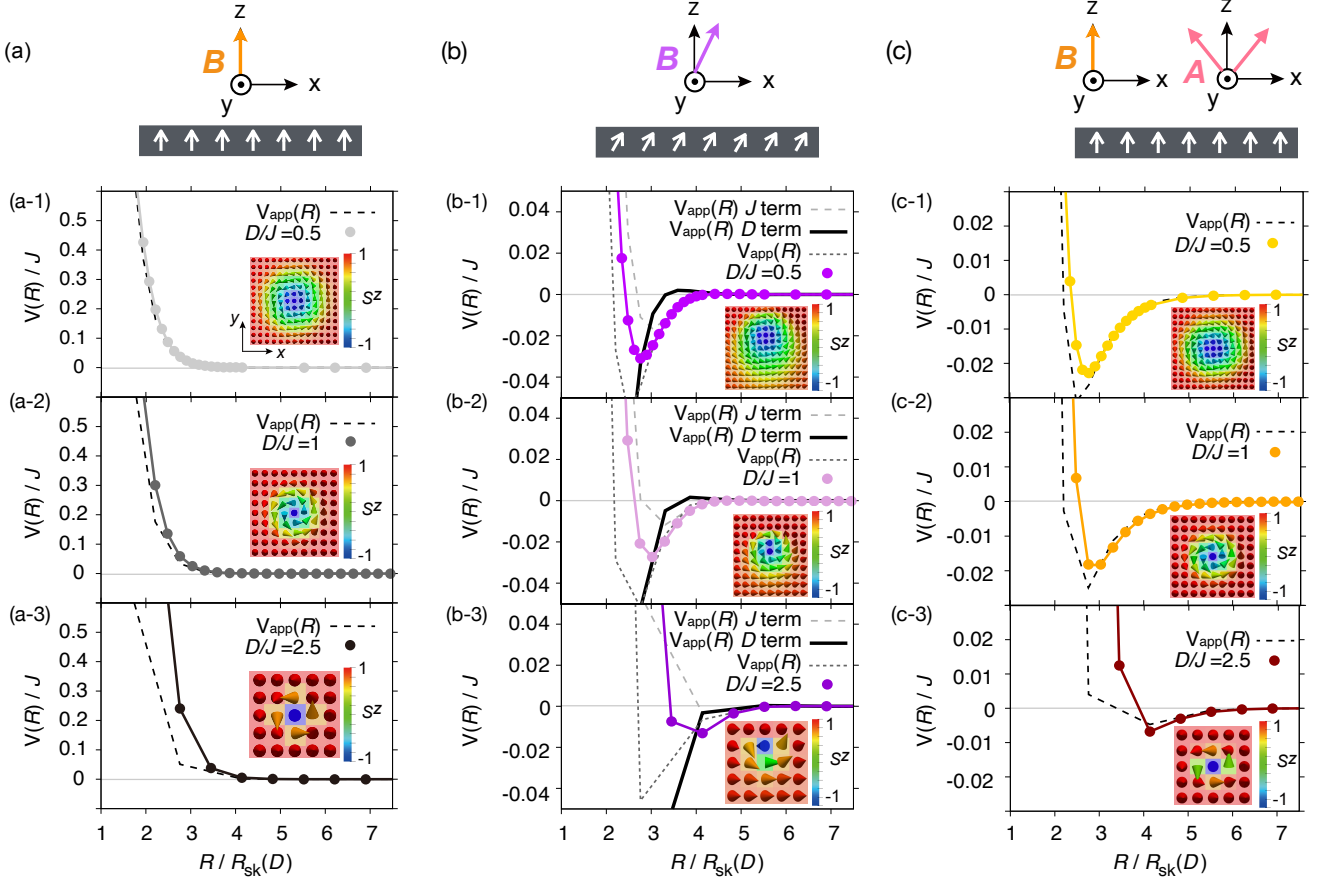 (a)
z
B
x
y
(b)
z
B
x
y
(c)
z
B
x
y
z
A
x
y
(a-1)
V(R) / J
0.5
0.4
0.3
0.2
0.1
0
Vapp(R)
D/J=0.5
1
Sz
-1
y
x
(a-2)
V(R) / J
0.5
0.4
0.3
0.2
0.1
0
Vapp(R)
D/J=1
1
Sz
-1
(a-3)
V(R) / J
0.5
0.4
0.3
0.2
0.1
0
Vapp(R)
D/J=2.5
1
Sz
-1
1 2 3 4 5 6 7
R / Rsk(D)
(b-1)
V(R) / J
0.04
0.02
0
-0.02
-0.04
Vapp(R) J term
Vapp(R) D term
Vapp(R)
D/J=0.5
1
Sz
-1
(b-2)
V(R) / J
0.04
0.02
0
-0.02
-0.04
Vapp(R) J term
Vapp(R) D term
Vapp(R)
D/J=1
1
Sz
-1
(b-3)
V(R) / J
0.04
0.02
0
-0.02
-0.04
Vapp(R) J term
Vapp(R) D term
Vapp(R)
D/J=2.5
1
Sz
-1
1 2 3 4 5 6 7
R / Rsk(D)
(c-1)
V(R) / J
0.02
0.01
0
-0.01
-0.02
Vapp(R)
D/J=0.5
1
Sz
-1
(c-2)
V(R) / J
0.02
0.01
0
-0.01
-0.02
Vapp(R)
D/J=1
1
Sz
-1
(c-3)
V(R) / J
0.02
0.01
0
-0.01
-0.02
Vapp(R)
D/J=2.5
1
Sz
-1
1 2 3 4 5 6 7
R / Rsk(D)